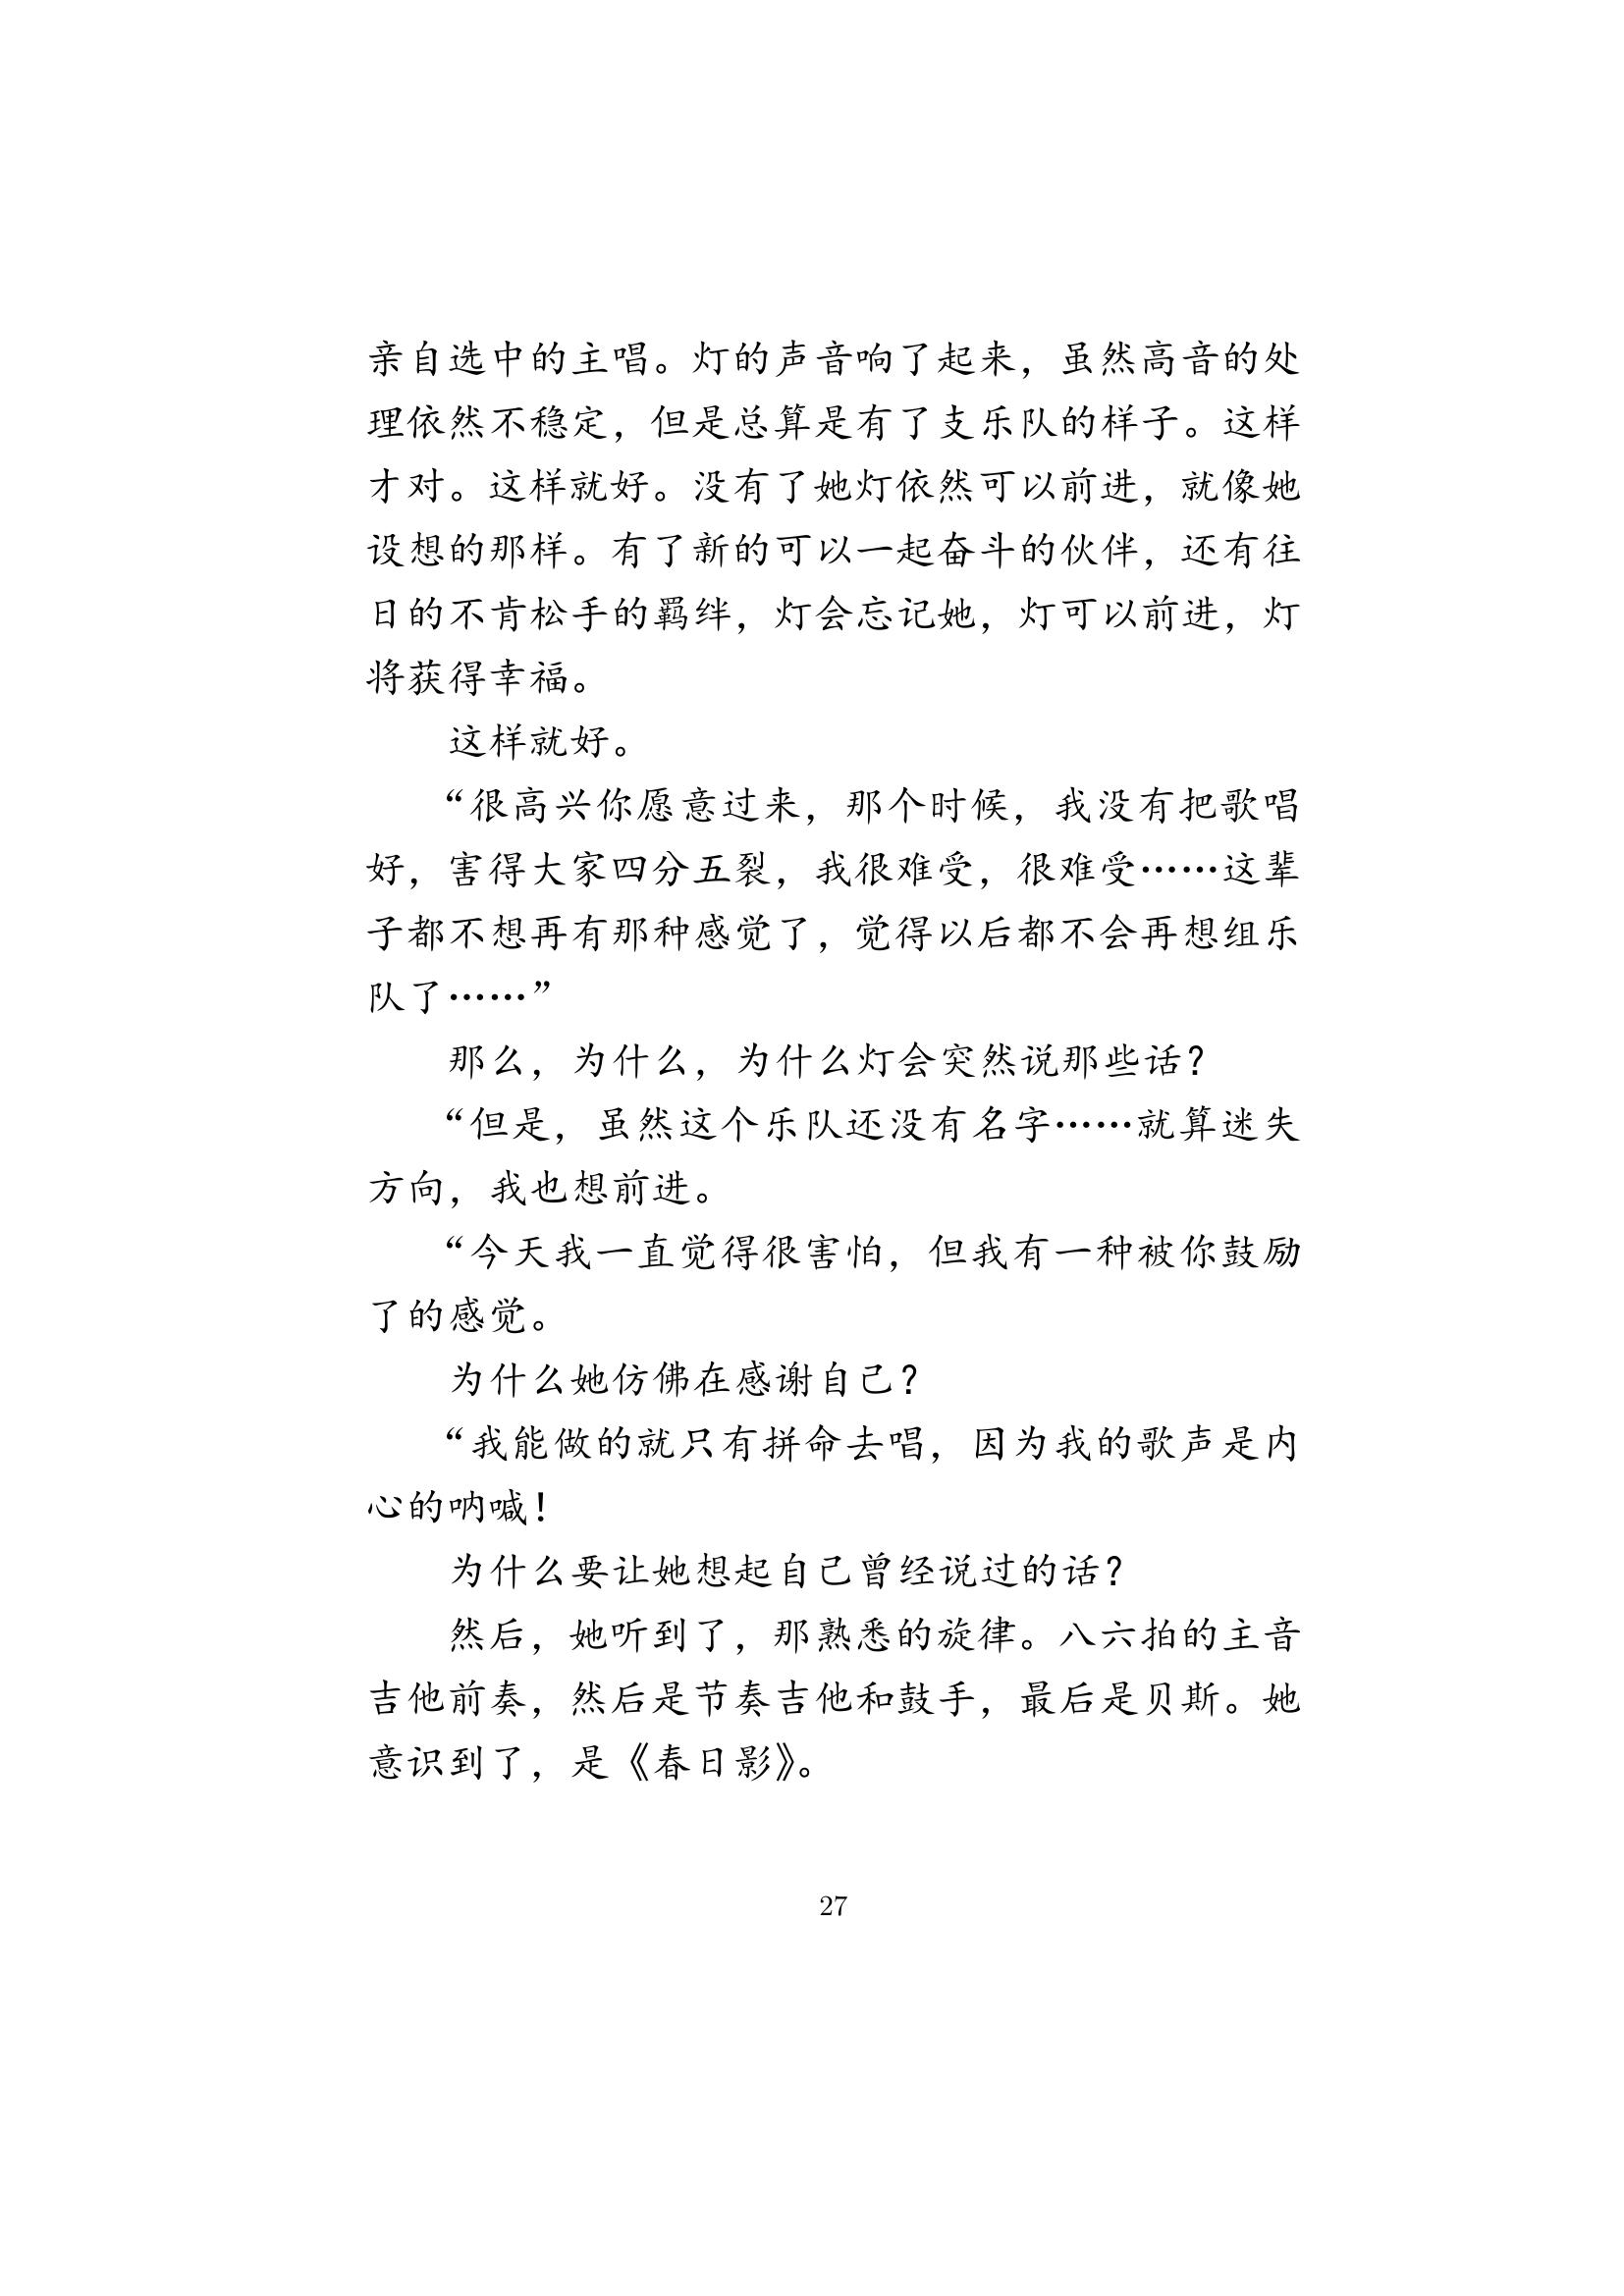 亲自选中的主唱。灯的声音响了起来，虽然高音的处
理依然不稳定，但是总算是有了支乐队的样子。这样
才对。这样就好。没有了她灯依然可以前进，就像她
设想的那样。有了新的可以一起奋斗的伙伴，还有往
日的不肯松手的羁绊，灯会忘记她，灯可以前进，灯
将获得幸福。
这样就好。
“很高兴你愿意过来，那个时候，我没有把歌唱
好，害得大家四分五裂，我很难受，很难受……这辈
子都不想再有那种感觉了，觉得以后都不会再想组乐
队了……”
那么，为什么，为什么灯会突然说那些话？
“但是，虽然这个乐队还没有名字……就算迷失
方向，我也想前进。
“今天我一直觉得很害怕，但我有一种被你鼓励
了的感觉。
为什么她仿佛在感谢自己？
“我能做的就只有拼命去唱，因为我的歌声是内
心的呐喊！
为什么要让她想起自己曾经说过的话？
然后，她听到了，那熟悉的旋律。八六拍的主音
吉他前奏，然后是节奏吉他和鼓手，最后是贝斯。她
意识到了，是《春日影》。
27